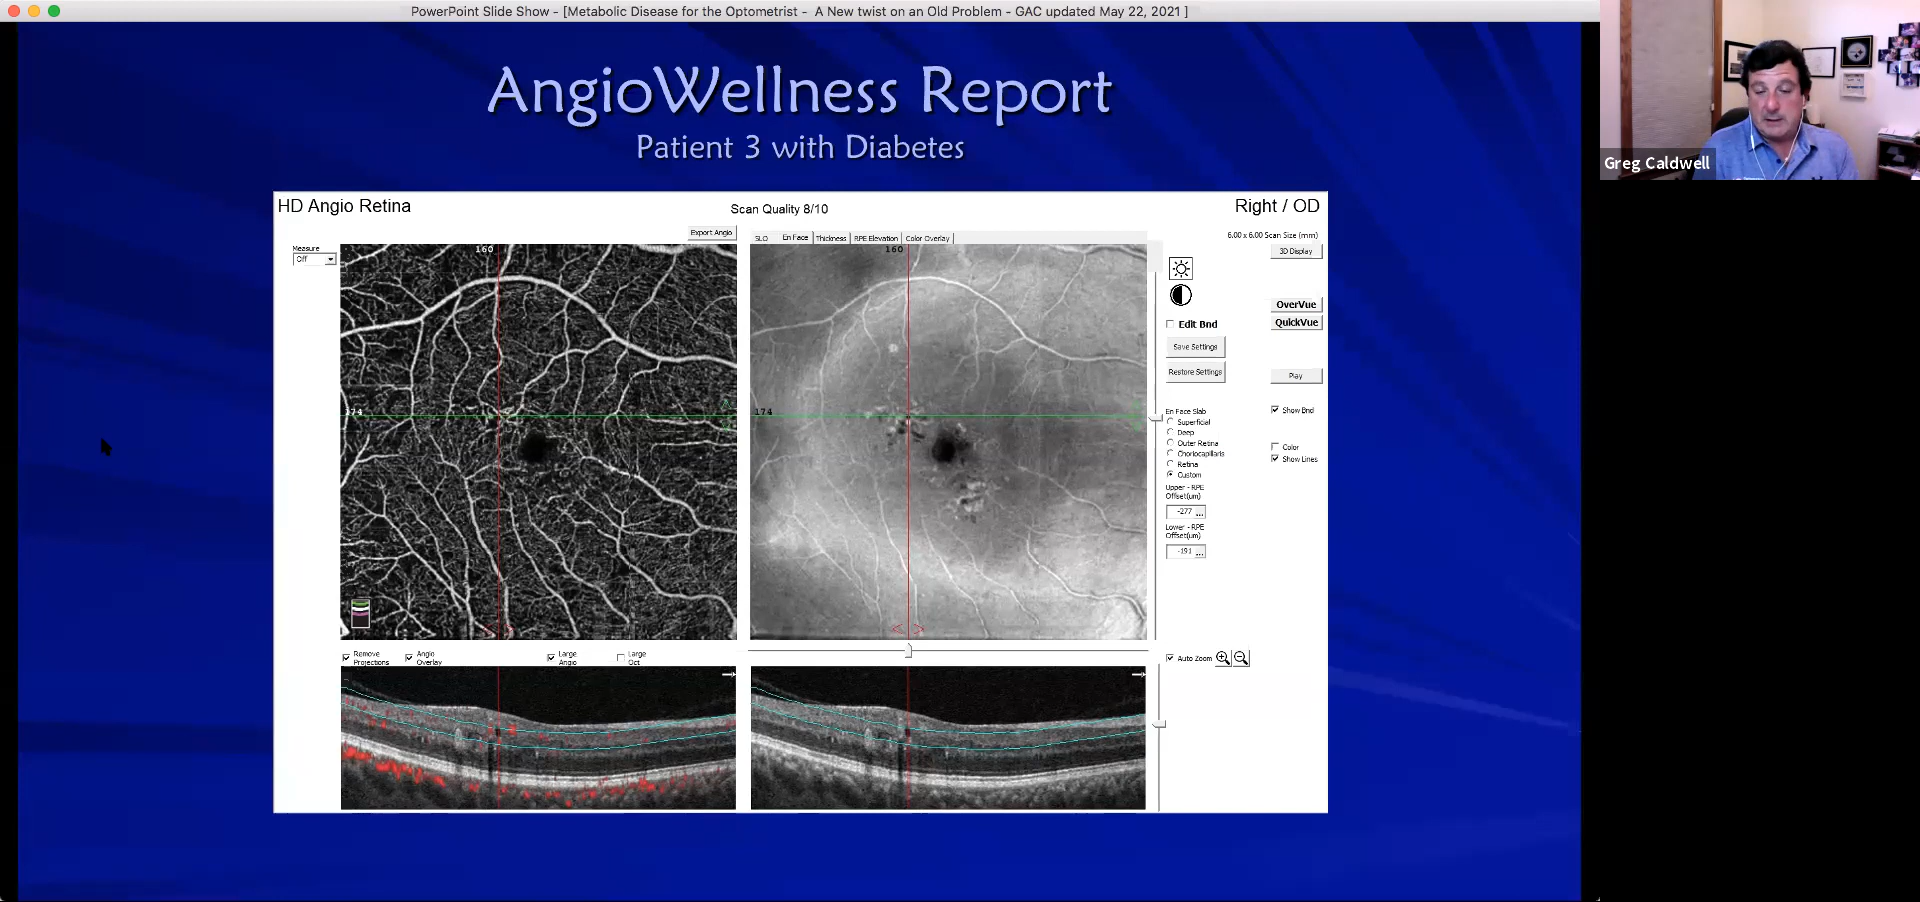 PowerPoint Slide Show - [Metabolic Disease for the Optometrist - A New twist on an Old Problem - GAC updated May 22, 2021 ]
AngioWellness Report
Patient 3 with Diabetes
Greg Caldwell
HD Angio Retina
Scan Quality 8/10
Right / OD
Export Angio
SLO
En Face
Thickness
RPE Elevation
Color Overlay
6.00 x 6.00 Scan Size (mm)
Measure
Off
3D Display
160
160
OverVue
QuickVue
Edit Bnd
Save Settings
Restore Settings
Play
174
174
En Face Slab
Superficial
Deep
Outer Retina
Choriocapillaris
Retina
Custom
Show Bnd
Color
Show Lines
Upper - RPE
Offset(um)
-277 ...
Lower - RPE
Offset(um)
-191 ...
Remove
Projections
Angio
Overlay
Large
Angio
Large
Oct
Auto Zoom